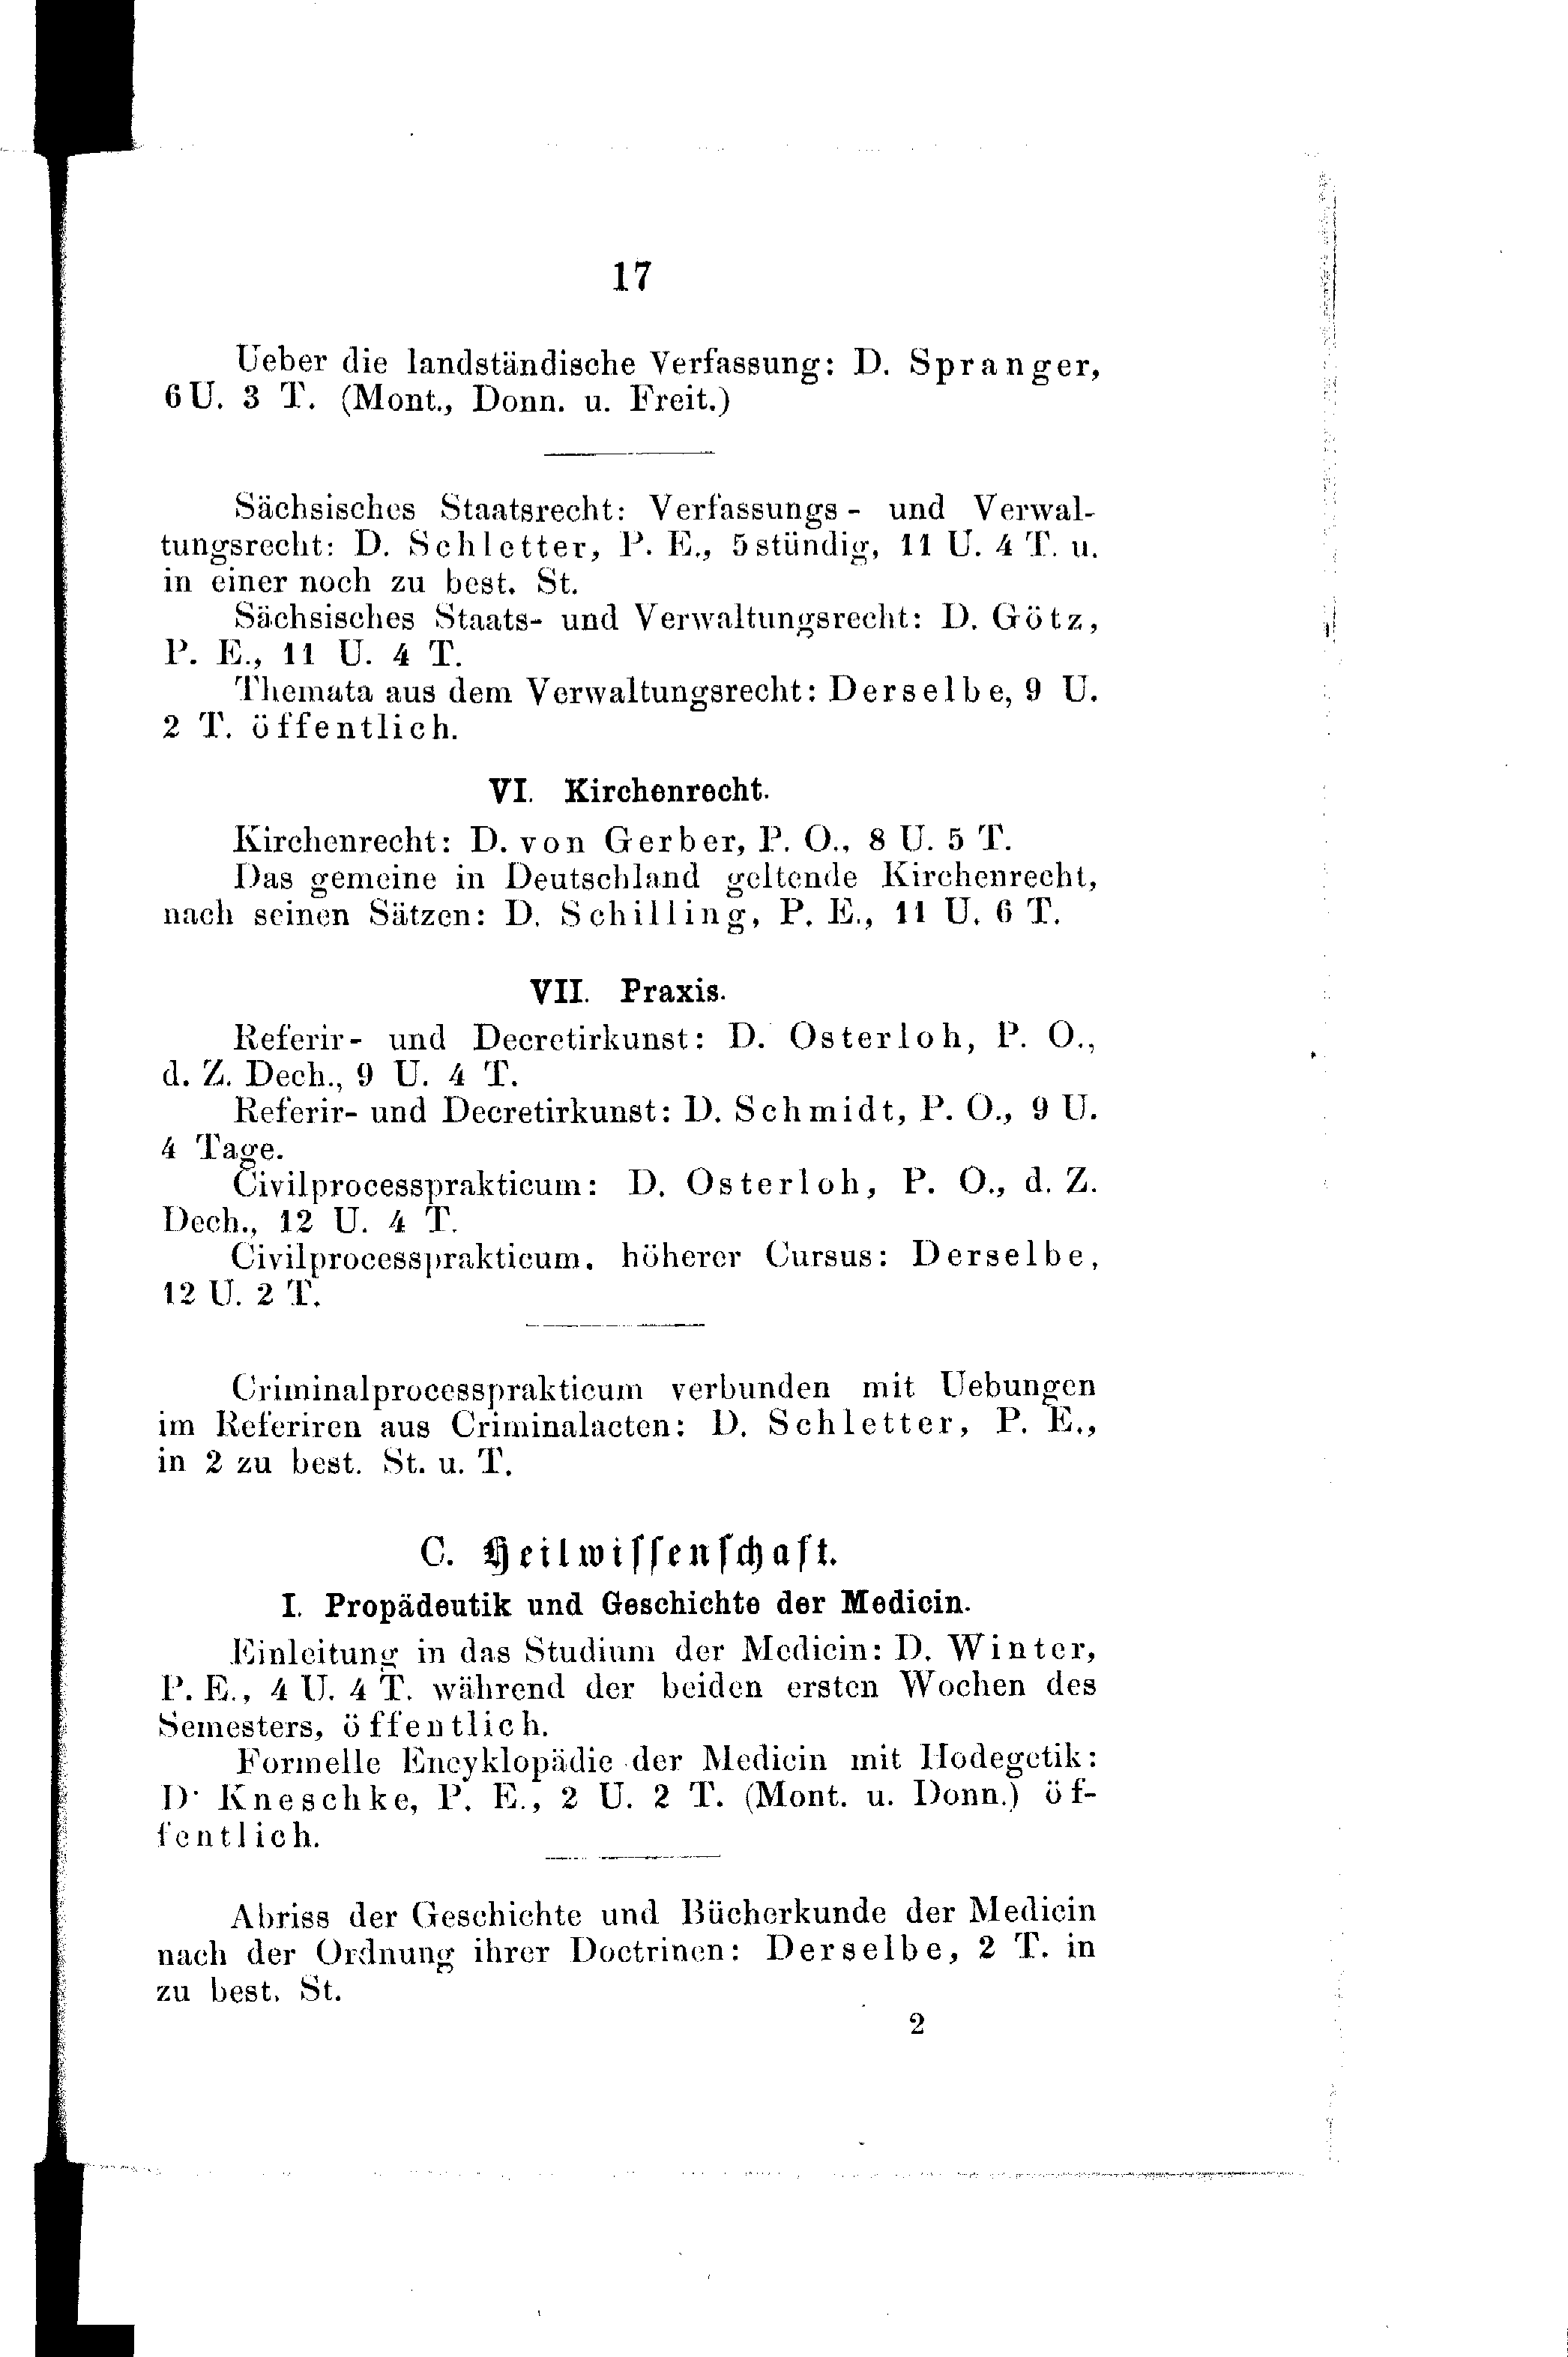 17
Ueber die landständische Verfassung: D. Spranger,
6 U. 3 T. (Mont., Donn. u. Freit.)
Sächsisches Staatsrecht: Verfassungs- und Verwal-
tungsrecht: D. Schletter, P. E., 5stündig, 11 U. 4 T. u.
in einer noch zu best. St.
Sächsisches Staats- und Verwaltungsrecht: D. Götz,
P. E., 11 U. 4 T.
Themata aus dem Verwaltungsrecht: Derselbe, 9 U.
2 T. öffentlich.
VI. Kirchenrecht.
Kirchenrecht: D. von Gerber, P. O., 8 U. 5 T.
Das gemeine in Deutschland geltende Kirchenrecht,
nach seinen Sätzen: D. Schilling, P. E., 11 U. 6 T.
VII. Praxis.
Referir- und Decretirkunst: D. Osterloh, P. O.,
d. Z. Dech., 9 U. 4 T.
Referir- und Decretirkunst: D. Schmidt, P. O., 9 U.
4 Tage.
Civilprocessprakticum: D. Osterloh, P. O., d. Z.
Dech., 12 U. 4 T.
Civilprocessprakticum. höherer Cursus: Derselbe,
12 U. 2 T.
Criminalprocessprakticum verbunden mit Uebungen
im Referiren aus Criminalacten: D. Schletter, P. E.,
in 2 zu best. St. u. T.
C. Heilwissenschaft.
I. Propädeutik und Geschichte der Medicin.
Einleitung in das Studium der Medicin: D. Winter,
P. E., 4 U. 4 T. während der beiden ersten Wochen des
Semesters, öffentlich.
Formelle Encyklopädie der Medicin mit Hodegetik:
D. Kneschke, P. E., 2 U. 2 T. (Mont. u. Donn.) öf-
fentlich.
Abriss der Geschichte und Bücherkunde der Medicin
nach der Ordnung ihrer Doctrinen: Derselbe, 2 T. in
zu best. St.
2